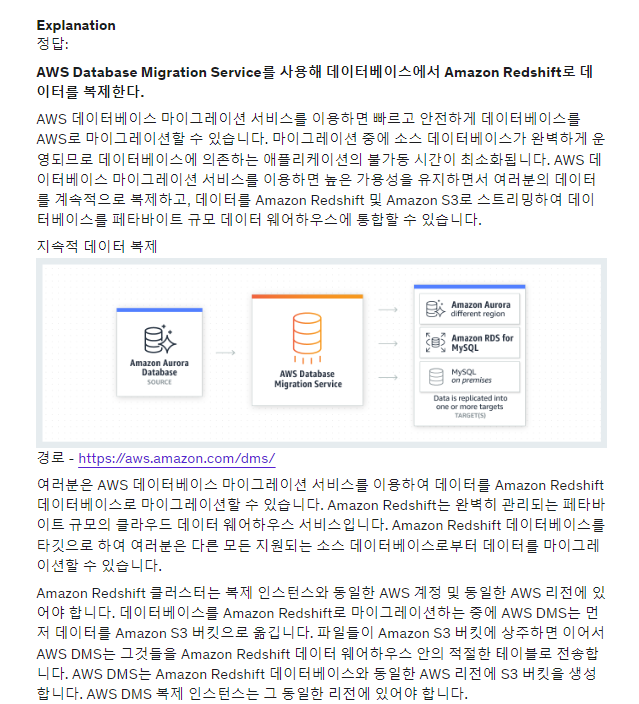 Explanation
정답:
AWS Database Migration Service를 사용해 데이터베이스에서 Amazon Redshift로 데
이터를 복제한다.
AWS 데이터베이스 마이그레이션 서비스를 이용하면 빠르고 안전하게 데이터베이스를
AWS로 마이그레이션할 수 있습니다. 마이그레이션 중에 소스 데이터베이스가 완벽하게 운
영되므로 데이터베이스에 의존하는 애플리케이션의 불가동 시간이 최소화됩니다. AWS 데
이터베이스 마이그레이션 서비스를 이용하면 높은 가용성을 유지하면서 여러분의 데이터
를 계속적으로 복제하고, 데이터를 Amazon Redshift 및 Amazon S3로 스트리밍하여 데이
터베이스를 페타바이트 규모 데이터 웨어하우스에 통합할 수 있습니다.
지속적 데이터 복제
Amazon Aurora
Database
SOURCE
AWS Database
Migration Service
Amazon Aurora
different region
Amazon RDS for
MySQL
MySQL
on premises
Data is replicated into
one or more targets
TARGET(S)
경로 - https://aws.amazon.com/dms/
여러분은 AWS 데이터베이스 마이그레이션 서비스를 이용하여 데이터를 Amazon Redshift
데이터베이스로 마이그레이션할 수 있습니다. Amazon Redshift는 완벽히 관리되는 페타바
이트 규모의 클라우드 데이터 웨어하우스 서비스입니다. Amazon Redshift 데이터베이스를
타깃으로 하여 여러분은 다른 모든 지원되는 소스 데이터베이스로부터 데이터를 마이그레
이션할 수 있습니다.
Amazon Redshift 클러스터는 복제 인스턴스와 동일한 AWS 계정 및 동일한 AWS 리전에 있
어야 합니다. 데이터베이스를 Amazon Redshift로 마이그레이션하는 중에 AWS DMS는 먼
저 데이터를 Amazon S3 버킷으로 옮깁니다. 파일들이 Amazon S3 버킷에 상주하면 이어서
AWS DMS는 그것들을 Amazon Redshift 데이터 웨어하우스 안의 적절한 테이블로 전송합
니다. AWS DMS는 Amazon Redshift 데이터베이스와 동일한 AWS 리전에 S3 버킷을 생성
합니다. AWS DMS 복제 인스턴스는 그 동일한 리전에 있어야 합니다.